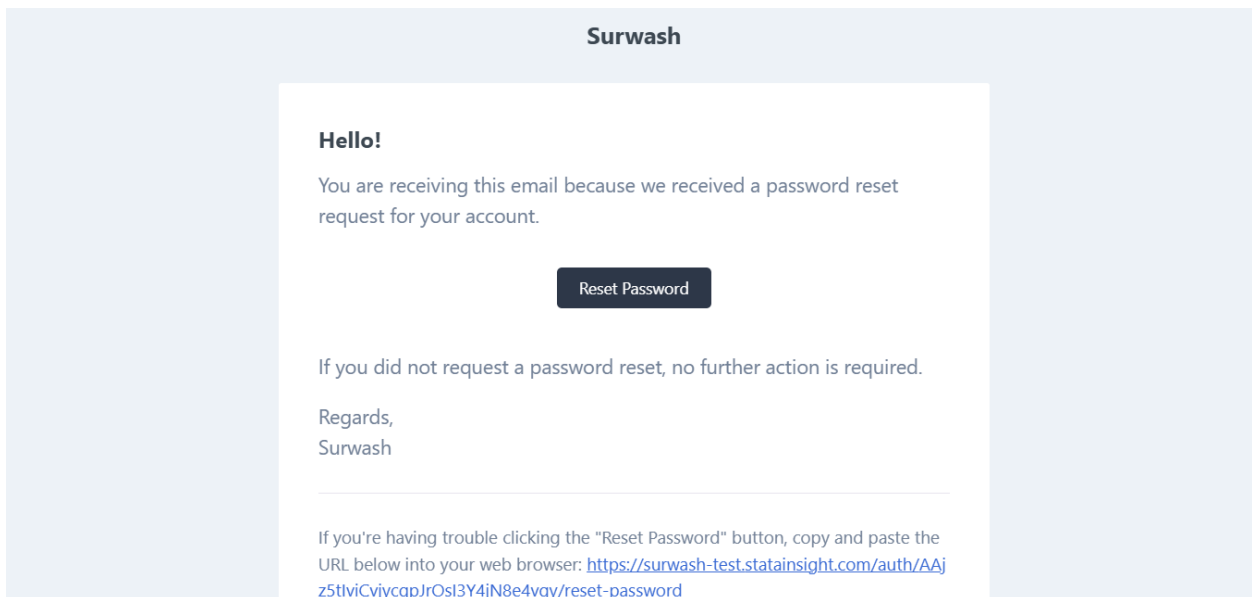 Surwash
Hello!
You are receiving this email because we received a password reset
request for your account.
Reset Password
If you did not request a password reset, no further action is required.
Regards,
Surwash
If you're having trouble clicking the "Reset Password" button, copy and paste the
URL below into your web browser: https://surwash-test.statainsight.com/auth/AAj